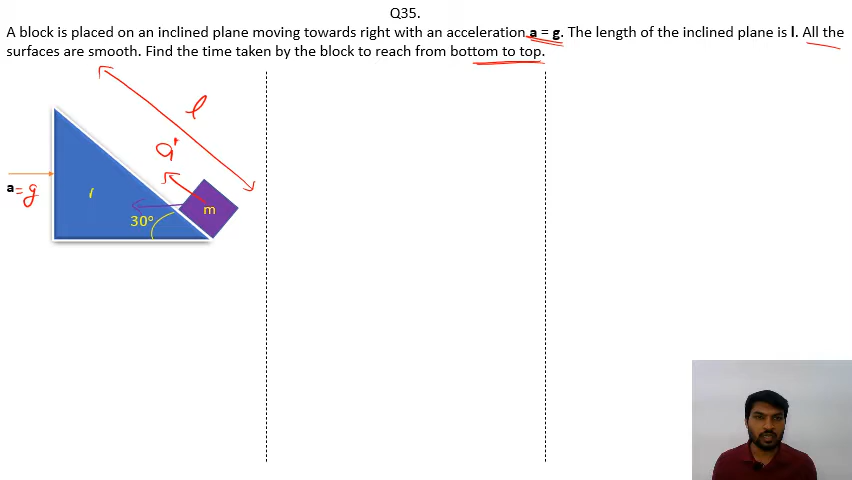 Q35.
A block is placed on an inclined plane moving towards right with an acceleration a = g. The length of the inclined plane is l. All the
surfaces are smooth. Find the time taken by the block to reach from bottom to top.
l
a'
a = g
m
30°